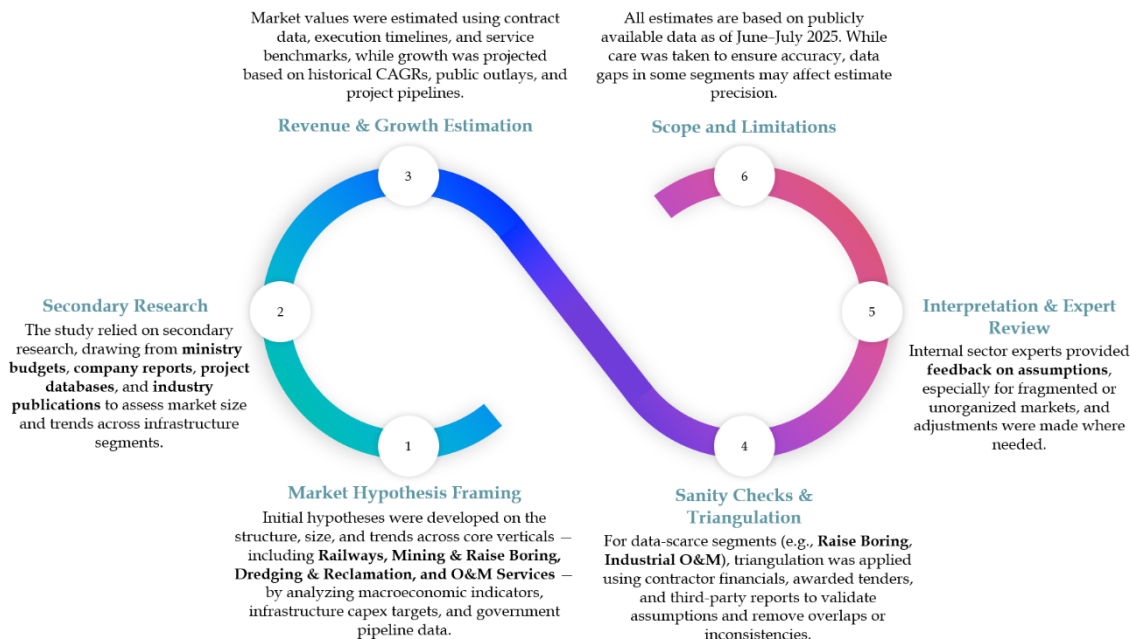 Market values were estimated using contract
data, execution timelines, and service
benchmarks, while growth was projected
based on historical CAGRs, public outlays, and
project pipelines.
Revenue & Growth Estimation
3
All estimates are based on publicly
available data as of June–July 2025. While
care was taken to ensure accuracy, data
gaps in some segments may affect estimate
precision.
Scope and Limitations
6
Secondary Research
The study relied on secondary
research, drawing from ministry
budgets, company reports, project
databases, and industry
publications to assess market size
and trends across infrastructure
segments.
2
5
Interpretation & Expert
Review
Internal sector experts provided
feedback on assumptions,
especially for fragmented or
unorganized markets, and
adjustments were made where
needed.
1
Market Hypothesis Framing
Initial hypotheses were developed on the
structure, size, and trends across core verticals —
including Railways, Mining & Raise Boring,
Dredging & Reclamation, and O&M Services —
by analyzing macroeconomic indicators,
infrastructure capex targets, and government
pipeline data.
4
Sanity Checks &
Triangulation
For data-scarce segments (e.g., Raise Boring,
Industrial O&M), triangulation was applied
using contractor financials, awarded tenders,
and third-party reports to validate
assumptions and remove overlaps or
inconsistencies.